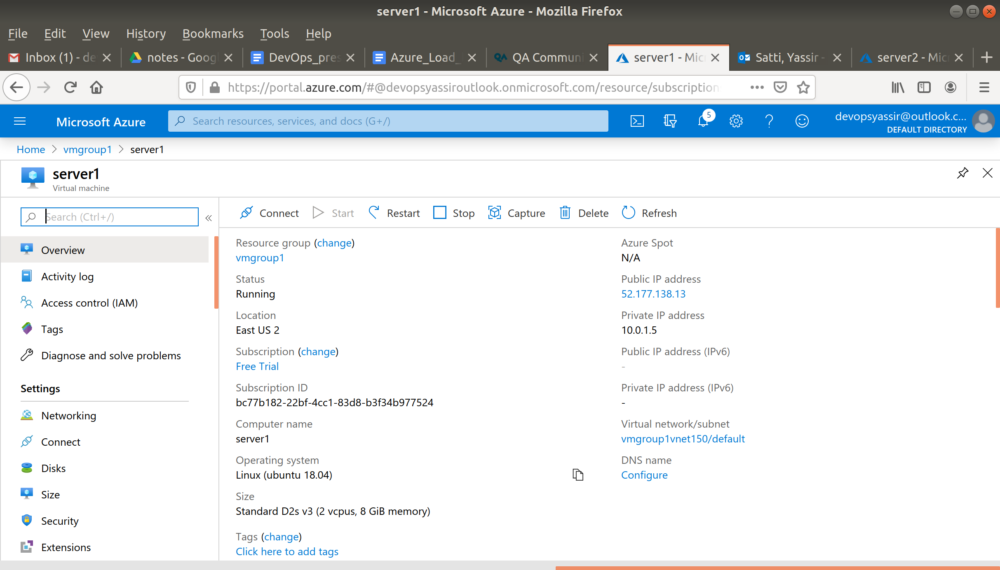 server1 - Microsoft Azure - Mozilla Firefox
File Edit View History Bookmarks Tools Help
Inbox (1) - de notes - Goog DevOps_pres Azure_Load_ QA Communi server1 - Mic Satti, Yassir - server2 - Mic
https://portal.azure.com/#@devopsyassiroutlook.onmicrosoft.com/resource/subscription
Microsoft Azure
Search resources, services, and docs (G+/)
5
devopsyassir@outlook.c...
DEFAULT DIRECTORY
Home > vmgroup1 > server1
server1
Virtual machine
Search (Ctrl+/)
«
Overview
Activity log
Access control (IAM)
Tags
Diagnose and solve problems
Settings
Networking
Connect
Disks
Size
Security
Extensions
Connect Start Restart Stop Capture Delete Refresh
Resource group (change)
vmgroup1
Status
Running
Location
East US 2
Subscription (change)
Free Trial
Subscription ID
bc77b182-22bf-4cc1-83d8-b3f34b977524
Computer name
server1
Operating system
Linux (ubuntu 18.04)
Size
Standard D2s v3 (2 vcpus, 8 GiB memory)
Tags (change)
Click here to add tags
Azure Spot
N/A
Public IP address
52.177.138.13
Private IP address
10.0.1.5
Public IP address (IPv6)
-
Private IP address (IPv6)
-
Virtual network/subnet
vmgroup1vnet150/default
DNS name
Configure